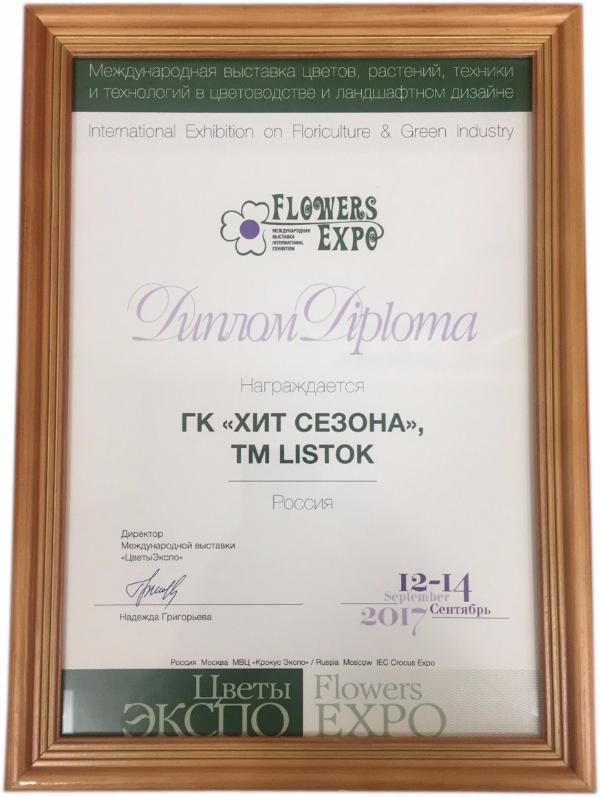 Международная выставка цветов, растений, техники
и технологий в цветоводстве и ландшафтном дизайне
International Exhibition on Floriculture & Green Industry
FLOWERS
EXPO
МЕЖДУНАРОДНАЯ
ВЫСТАВКА
INTERNATIONAL
EXHIBITION
Диплом Diploma
Награждается
ГК «ХИТ СЕЗОНА»,
ТМ LISTOK
Россия
Директор
Международной выставки
«ЦветыЭкспо»
Надежда Григорьева
12-14
September
Сентябрь
2017
Россия Москва МВЦ «Крокус Экспо» / Russia Moscow IEC Crocus Expo
Цветы Flowers
ЭКСПО EXPO